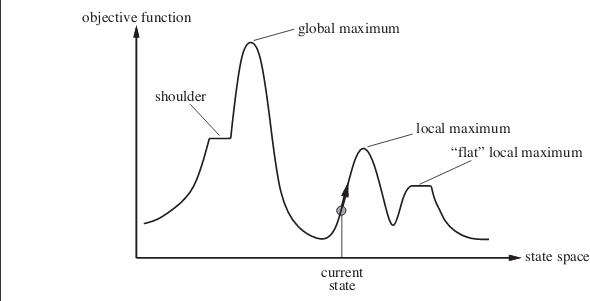 objective function
global maximum
shoulder
local maximum
“flat” local maximum
state space
current
state